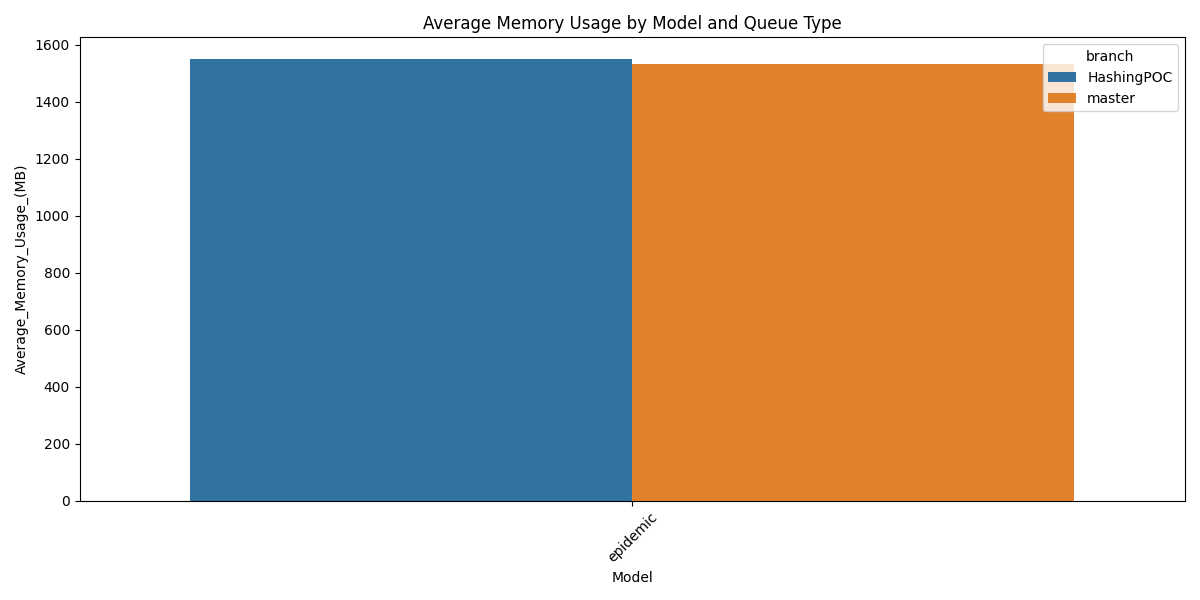 Average Memory Usage by Model and Queue Type
branch
HashingPOC
master
Average_Memory_Usage_(MB)
1600
1400
1200
1000
800
600
400
200
0
epidemic
Model